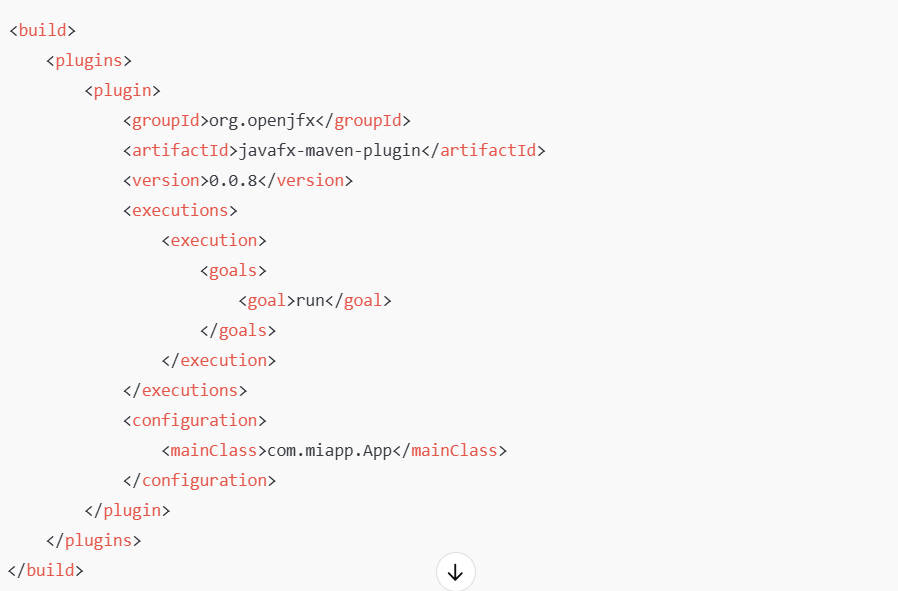 <build>
    <plugins>
        <plugin>
            <groupId>org.openjfx</groupId>
            <artifactId>javafx-maven-plugin</artifactId>
            <version>0.0.8</version>
            <executions>
                <execution>
                    <goals>
                        <goal>run</goal>
                    </goals>
                </execution>
            </executions>
            <configuration>
                <mainClass>com.miapp.App</mainClass>
            </configuration>
        </plugin>
    </plugins>
</build>